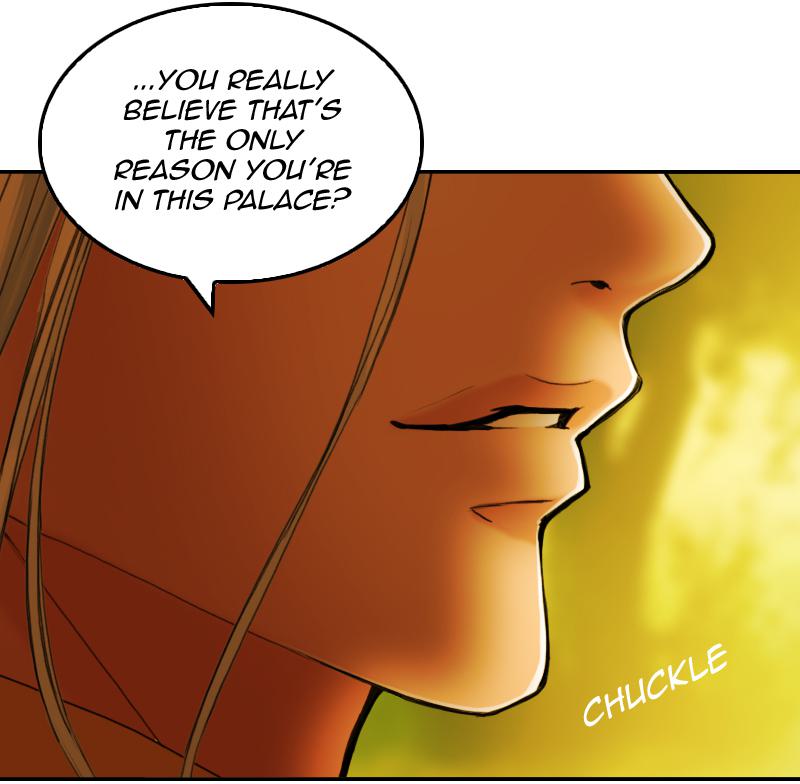 ...YOU REALLY
BELIEVE THAT'S
THE ONLY
REASON YOU'RE
IN THIS PALACE?
CHUCKLE